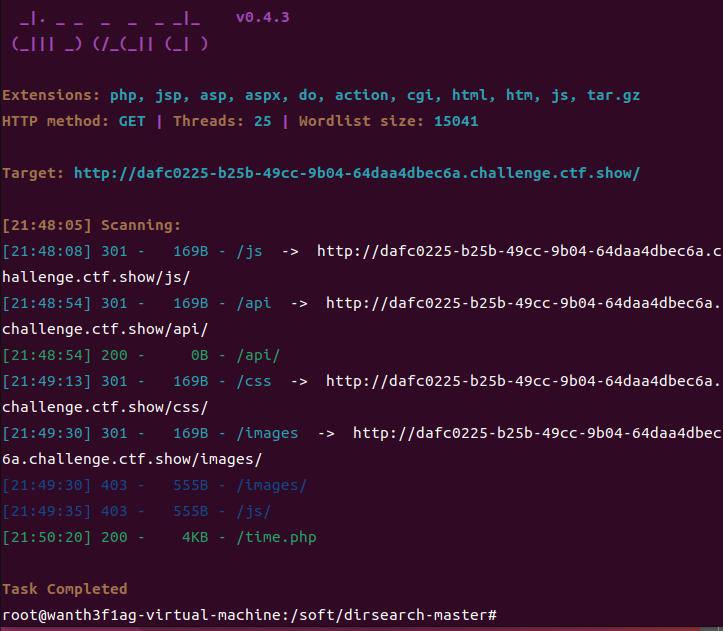 _|. _ _  _  _  _ _|_    v0.4.3
(_||| _) (/_(_|| (_| )
Extensions: php, jsp, asp, aspx, do, action, cgi, html, htm, js, tar.gz
HTTP method: GET | Threads: 25 | Wordlist size: 15041
Target: http://dafc0225-b25b-49cc-9b04-64daa4dbec6a.challenge.ctf.show/
[21:48:05] Scanning:
[21:48:08] 301 -   169B - /js  ->  http://dafc0225-b25b-49cc-9b04-64daa4dbec6a.c
hallenge.ctf.show/js/
[21:48:54] 301 -   169B - /api  ->  http://dafc0225-b25b-49cc-9b04-64daa4dbec6a.
challenge.ctf.show/api/
[21:48:54] 200 -     0B - /api/
[21:49:13] 301 -   169B - /css  ->  http://dafc0225-b25b-49cc-9b04-64daa4dbec6a.
challenge.ctf.show/css/
[21:49:30] 301 -   169B - /images  ->  http://dafc0225-b25b-49cc-9b04-64daa4dbec
6a.challenge.ctf.show/images/
[21:49:30] 403 -   555B - /images/
[21:49:35] 403 -   555B - /js/
[21:50:20] 200 -     4KB - /time.php
Task Completed
root@wanth3f1ag-virtual-machine:/soft/dirsearch-master#